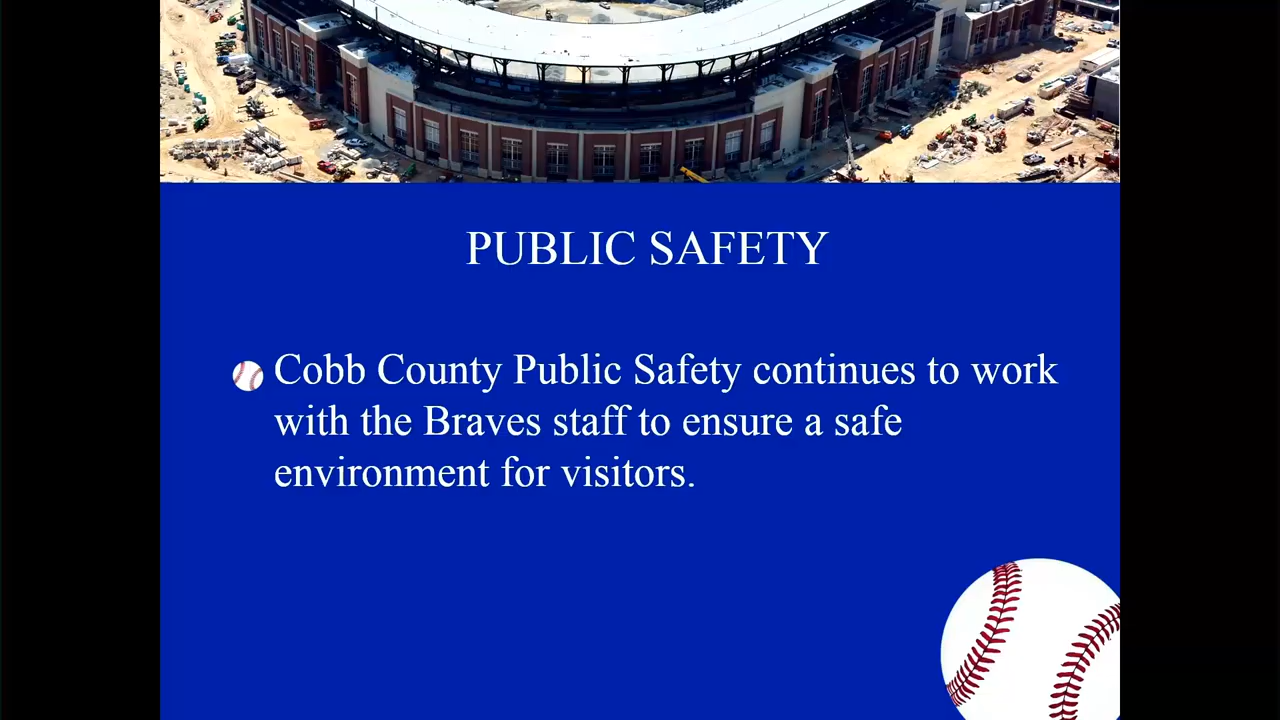 PUBLIC SAFETY
Cobb County Public Safety continues to work
with the Braves staff to ensure a safe
environment for visitors.